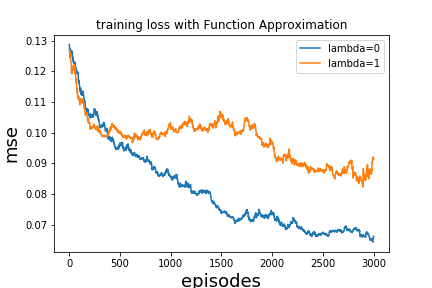 training loss with Function Approximation
lambda=0
lambda=1
mse
0.13
0.12
0.11
0.10
0.09
0.08
0.07
0
500
1000
1500
2000
2500
3000
episodes